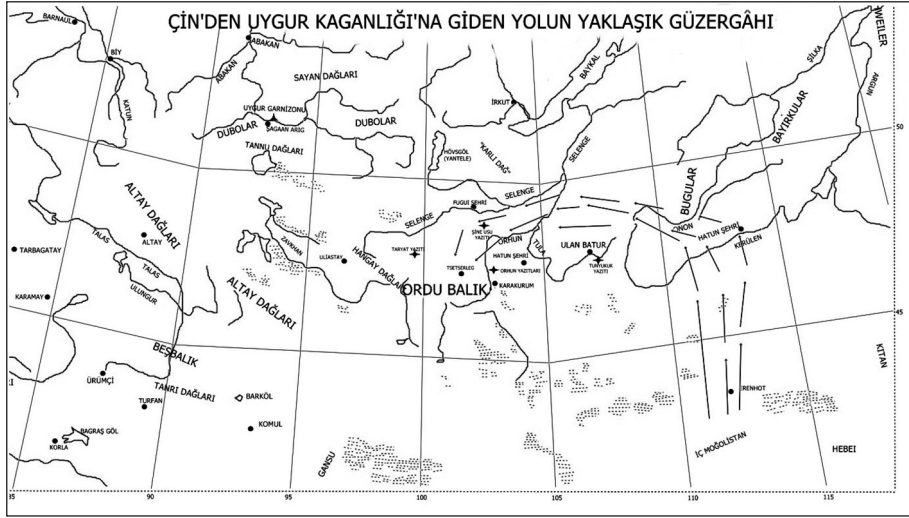 ÇİN'DEN UYGUR KAGANLIĞI'NA GİDEN YOLUN YAKLAŞIK GÜZERGÂHI
BARNAUL
BİY
KATUN
ABAKAN
ABAKAN
SAYAN DAĞLARI
UYGUR GARNİZONU
ŞAGAAN ARIG
DUBOLAR
DUBOLAR
TANNU DAĞLARI
İRKUT
BAYKAL
ŞİLKA
WEILER
ARGUN
BAYIRKULAR
BUGULAR
50
HÖVSGÖL
(YANTELE)
"KARLI DAĞ"
SELENGE
SELENGE
SELENGE
FUGUI ŞEHRİ
ŞİNE USU
YAZITI
ORHUN
TULA
HATUN ŞEHRİ
ORHUN YAZITLARI
ULAN BATUR
TUNYUKUK
YAZITI
ONON
HATUN ŞEHRİ
KERÜLEN
ALTAY DAĞLARI
ALTAY
TALAS
TALAS
TARBAGATAY
ULUNGUR
KARAMAY
ZAVKHAN
ULİASTAY
HANGAY DAĞLARI
TARYAT YAZITI
TSETSERLEG
ORDU BALIK
KARAKURUM
ALTAY DAĞLARI
45
BEŞBALIK
ÜRÜMÇİ
TANRI DAĞLARI
TURFAN
BARKÖL
KOMUL
BAGRAŞ GÖL
KORLA
GANSU
ERENHOT
İÇ MOĞOLİSTAN
HEBEI
KITAN
85
90
95
100
105
110
115